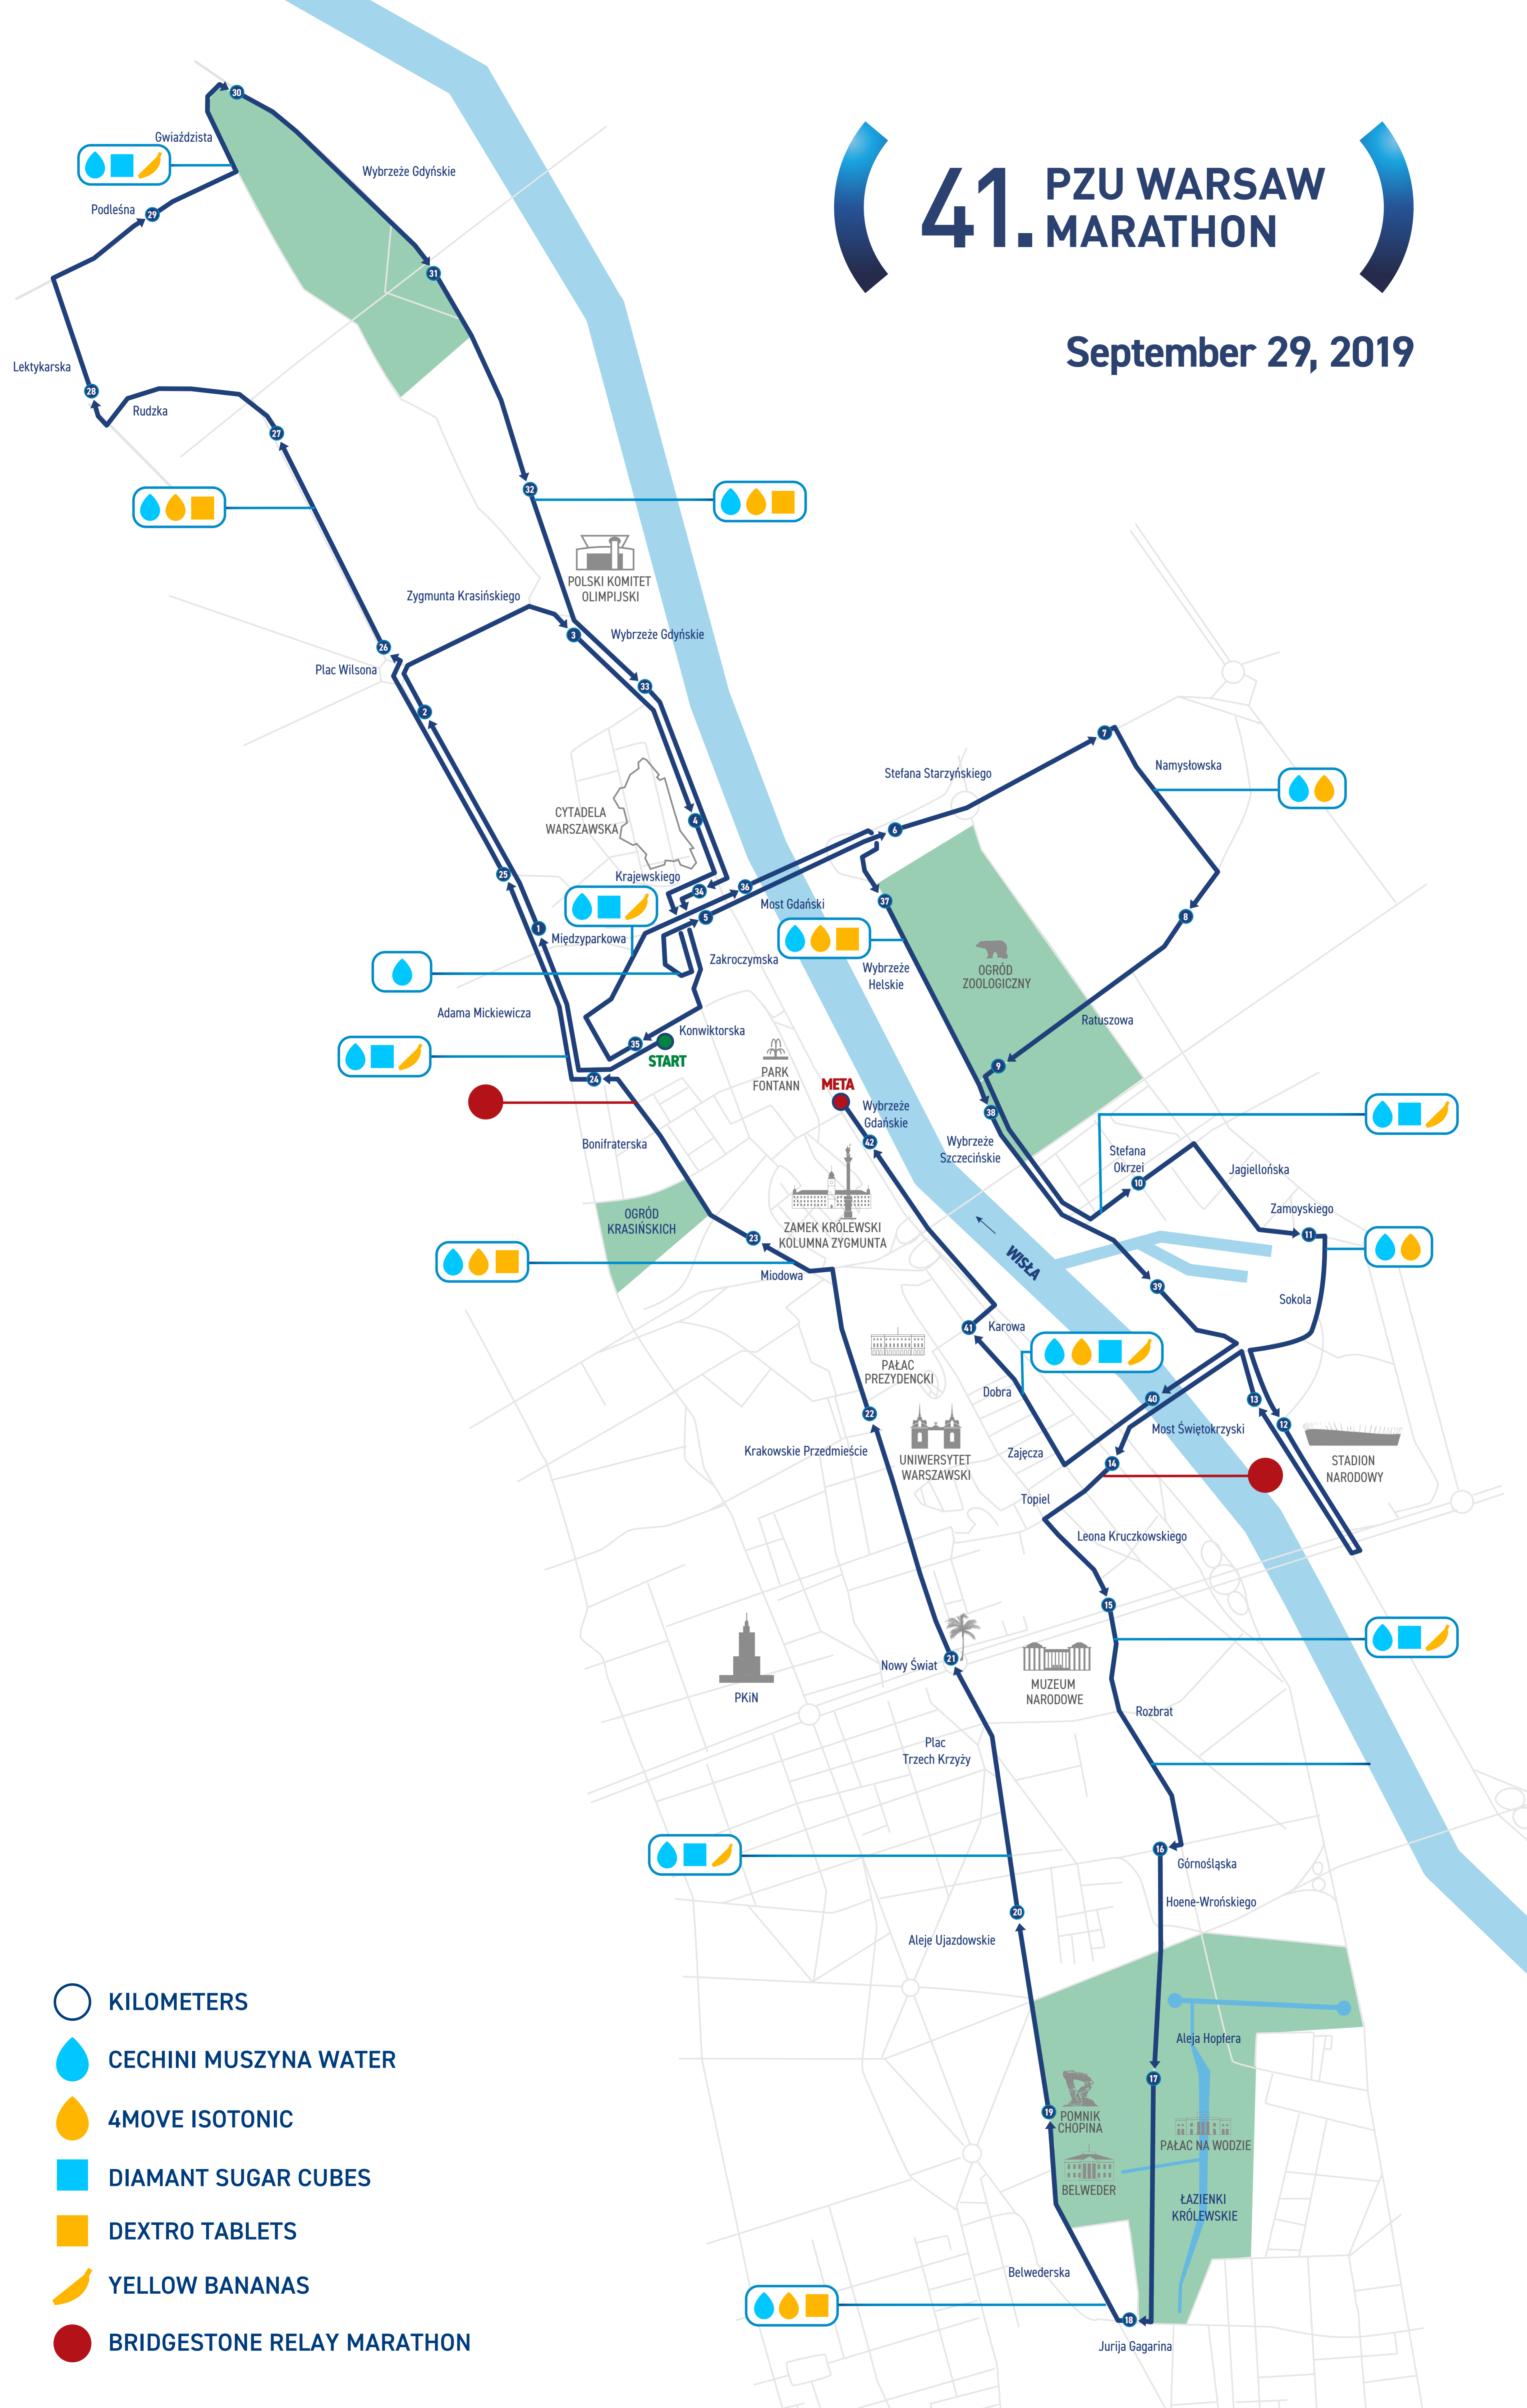 41. PZU WARSAW
MARATHON
September 29, 2019
30
Gwiaździsta
Wybrzeże Gdyńskie
Podleśna
29
31
Lektykarska
28
Rudzka
27
32
POLSKI KOMITET
OLIMPIJSKI
Zygmunta Krasińskiego
3
Wybrzeże Gdyńskie
26
Plac Wilsona
33
2
7
Namysłowska
Stefana Starzyńskiego
CYTADELA
WARSZAWSKA
4
6
25
Krajewskiego
34
36
Most Gdański
37
5
8
1
Międzyparkowa
Zakroczymska
Wybrzeże
Helskie
OGRÓD
ZOOLOGICZNY
Adama Mickiewicza
Konwiktorska
Ratuszowa
35
START
24
PARK
FONTANN
META
9
Wybrzeże
Gdańskie
38
42
Bonifraterska
Wybrzeże
Szczecińskie
Stefana
Okrzei
10
Jagiellońska
OGRÓD
KRASIŃSKICH
Zamoyskiego
11
23
ZAMEK KRÓLEWSKI
KOLUMNA ZYGMUNTA
WISŁA
Miodowa
39
Sokola
41
Karowa
PAŁAC
PREZYDENCKI
Dobra
40
13
22
Most Świętokrzyski
12
Krakowskie Przedmieście
UNIWERSYTET
WARSZAWSKI
Zajęcza
14
STADION
NARODOWY
Topiel
Leona Kruczkowskiego
15
21
Nowy Świat
PKiN
MUZEUM
NARODOWE
Rozbrat
Plac
Trzech Krzyży
16
Górnośląska
Hoene-Wrońskiego
20
Aleje Ujazdowskie
Aleja Hopfera
17
19
POMNIK
CHOPINA
PAŁAC NA WODZIE
BELWEDER
ŁAZIENKI
KRÓLEWSKIE
Belwederska
18
Jurija Gagarina
KILOMETERS
CECHINI MUSZYNA WATER
4MOVE ISOTONIC
DIAMANT SUGAR CUBES
DEXTRO TABLETS
YELLOW BANANAS
BRIDGESTONE RELAY MARATHON